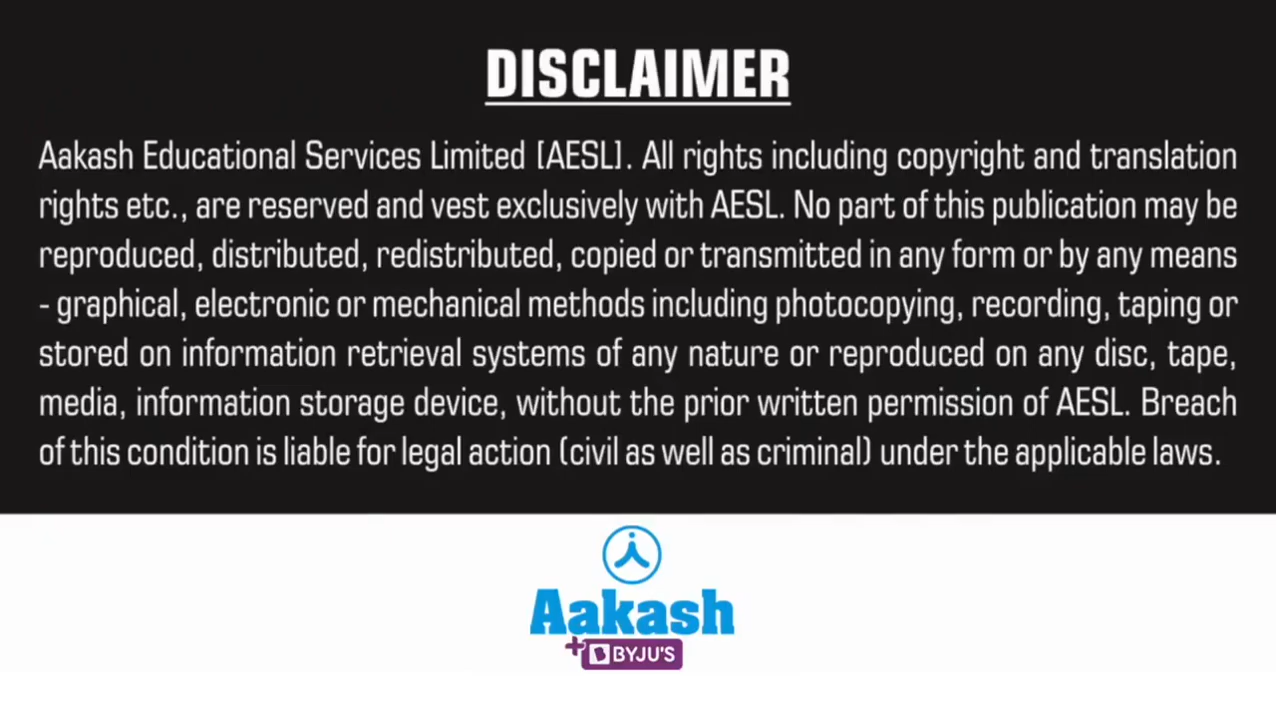 DISCLAIMER
Aakash Educational Services Limited [AESL]. All rights including copyright and translation
rights etc., are reserved and vest exclusively with AESL. No part of this publication may be
reproduced, distributed, redistributed, copied or transmitted in any form or by any means
- graphical, electronic or mechanical methods including photocopying, recording, taping or
stored on information retrieval systems of any nature or reproduced on any disc, tape,
media, information storage device, without the prior written permission of AESL. Breach
of this condition is liable for legal action (civil as well as criminal) under the applicable laws.
Aakash
+ BYJU'S